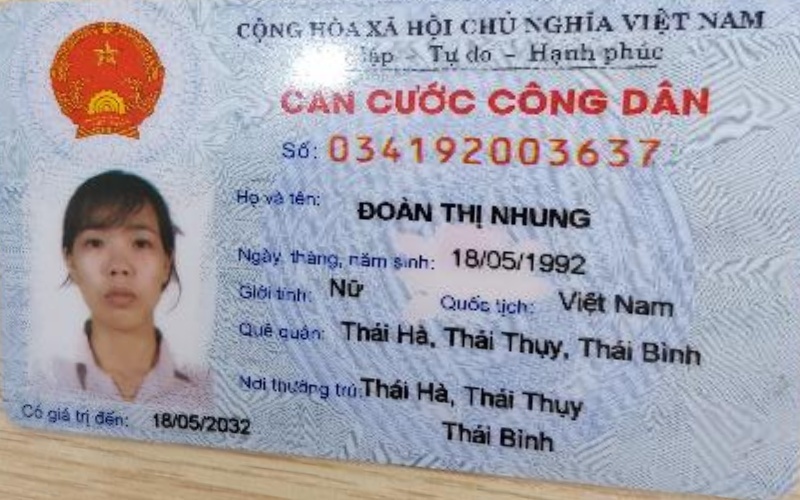 CỘNG HÒA XÃ HỘI CHỦ NGHĨA VIỆT NAM
lập - Tự do - Hạnh phúc
CĂN CƯỚC CÔNG DÂN
Số: 034192003637
Họ và tên: ĐOÀN THỊ NHUNG
Ngày, tháng, năm sinh: 18/05/1992
Giới tính: Nữ Quốc tịch: Việt Nam
Quê quán: Thái Hà, Thái Thụy, Thái Bình
Nơi thường trú: Thái Hà, Thái Thụy
Thái Bình
Có giá trị đến: 18/05/2032